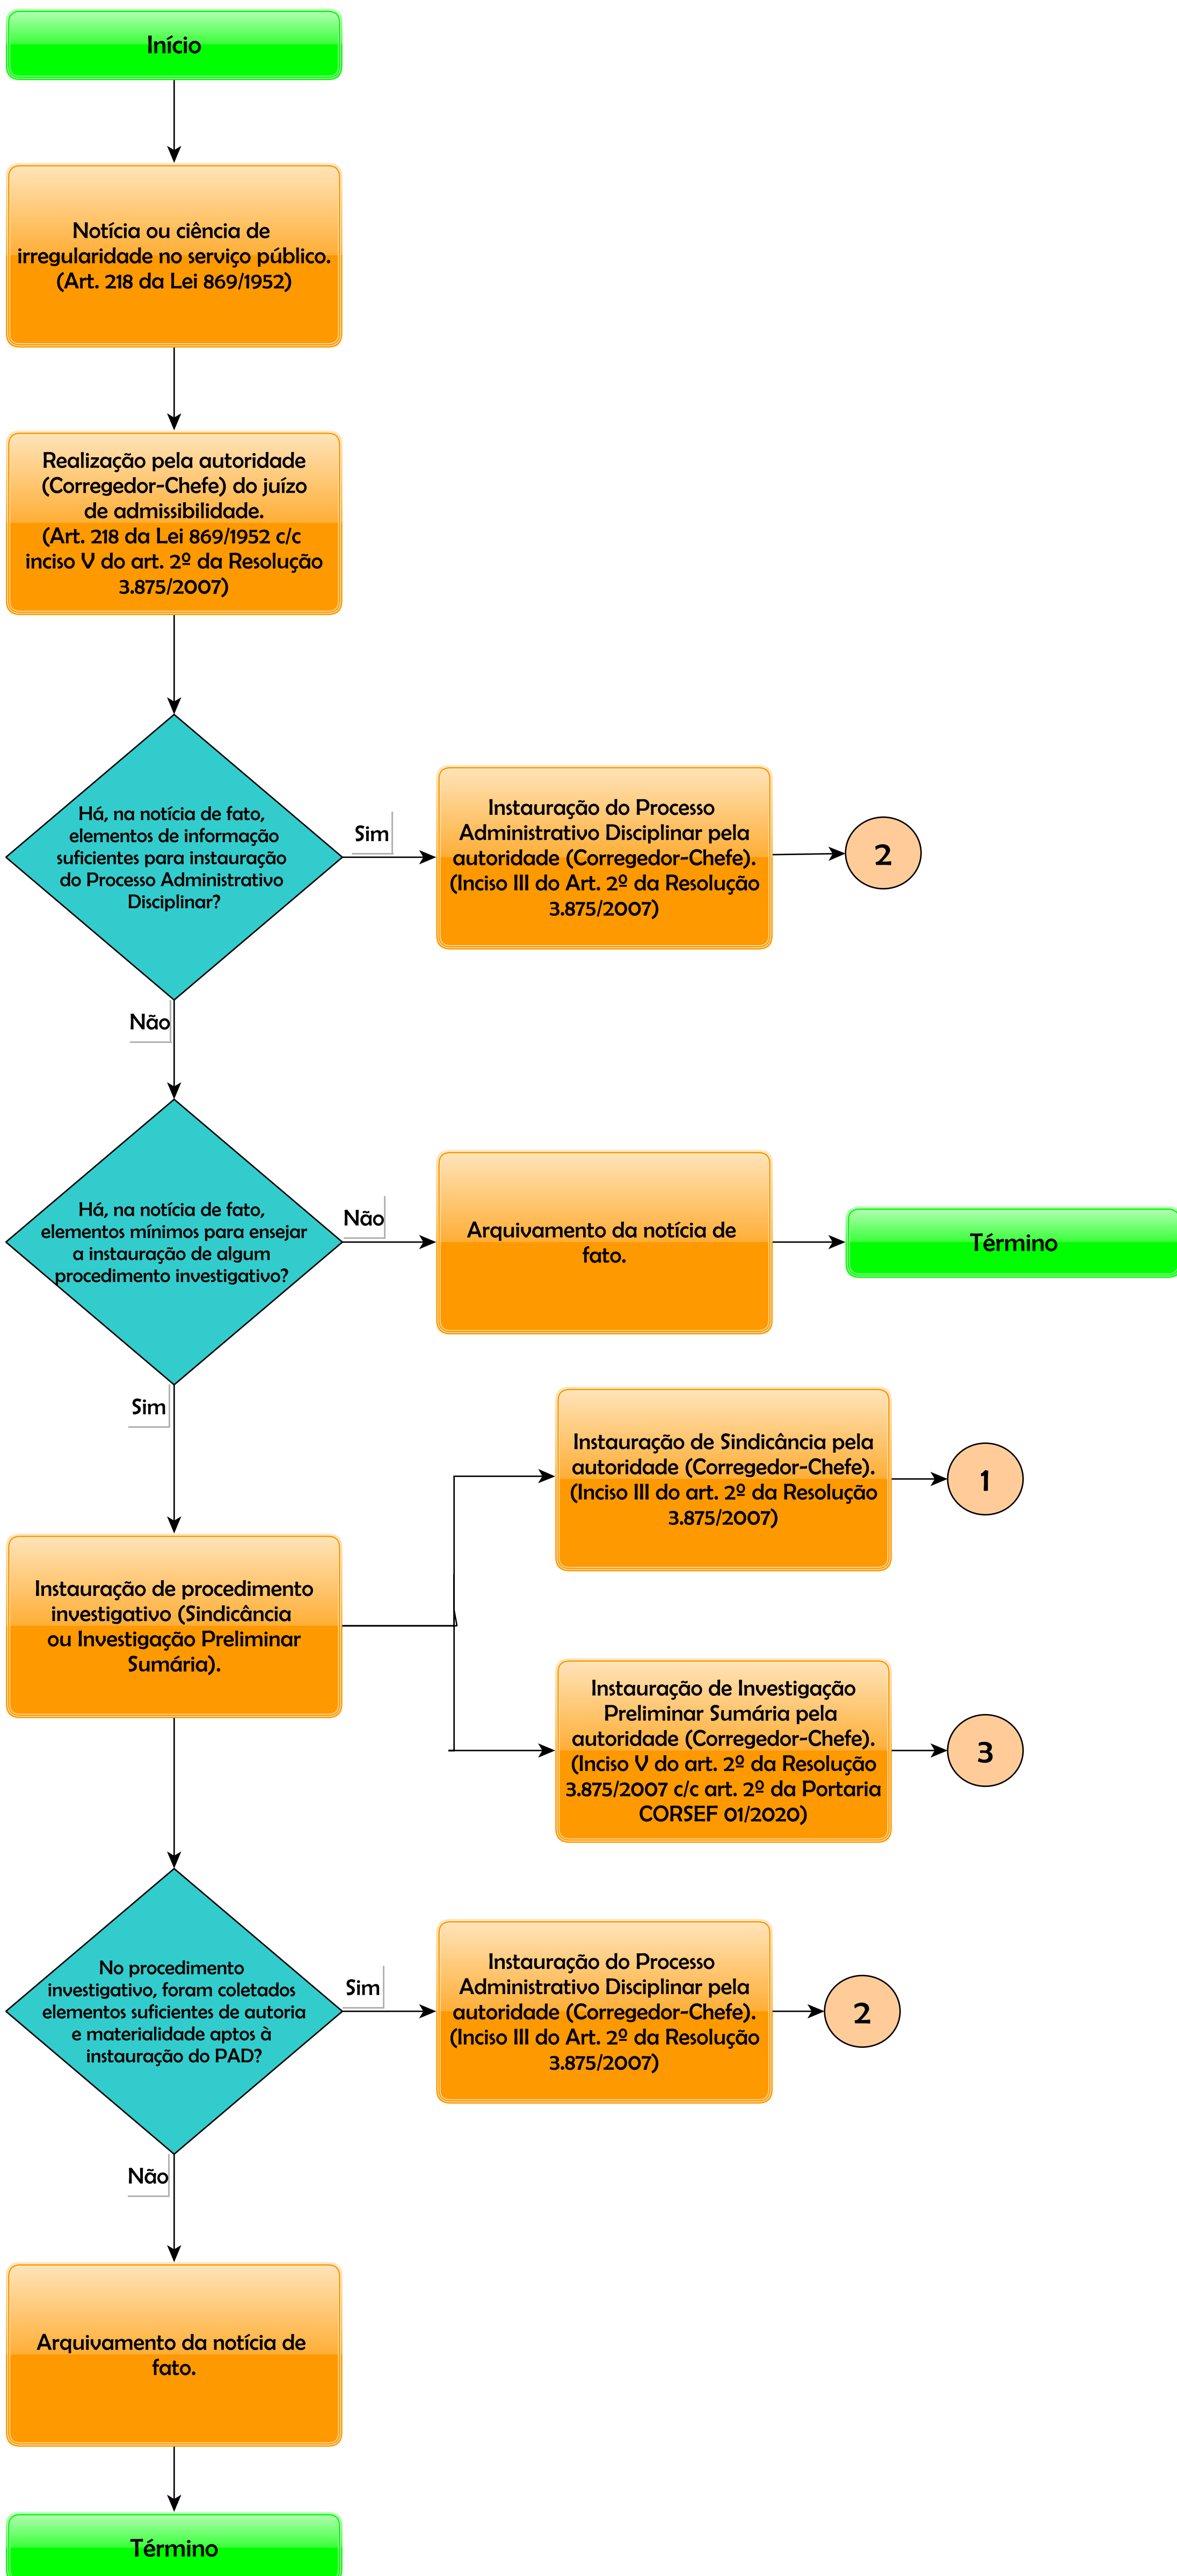 Início
Notícia ou ciência de
irregularidade no serviço público.
(Art. 218 da Lei 869/1952)
Realização pela autoridade
(Corregedor-Chefe) do juízo
de admissibilidade.
(Art. 218 da Lei 869/1952 c/c
inciso V do art. 2º da Resolução
3.875/2007)
Há, na notícia de fato,
elementos de informação
suficientes para instauração
do Processo Administrativo
Disciplinar?
Sim
Instauração do Processo
Administrativo Disciplinar pela
autoridade (Corregedor-Chefe).
(Inciso III do Art. 2º da Resolução
3.875/2007)
2
Não
Há, na notícia de fato,
elementos mínimos para ensejar
a instauração de algum
procedimento investigativo?
Não
Arquivamento da notícia de
fato.
Término
Sim
Instauração de procedimento
investigativo (Sindicância
ou Investigação Preliminar
Sumária).
Instauração de Sindicância pela
autoridade (Corregedor-Chefe).
(Inciso III do art. 2º da Resolução
3.875/2007)
1
Instauração de Investigação
Preliminar Sumária pela
autoridade (Corregedor-Chefe).
(Inciso V do art. 2º da Resolução
3.875/2007 c/c art. 2º da Portaria
CORSEF 01/2020)
3
No procedimento
investigativo, foram coletados
elementos suficientes de autoria
e materialidade aptos à
instauração do PAD?
Sim
Instauração do Processo
Administrativo Disciplinar pela
autoridade (Corregedor-Chefe).
(Inciso III do Art. 2º da Resolução
3.875/2007)
2
Não
Arquivamento da notícia de
fato.
Término